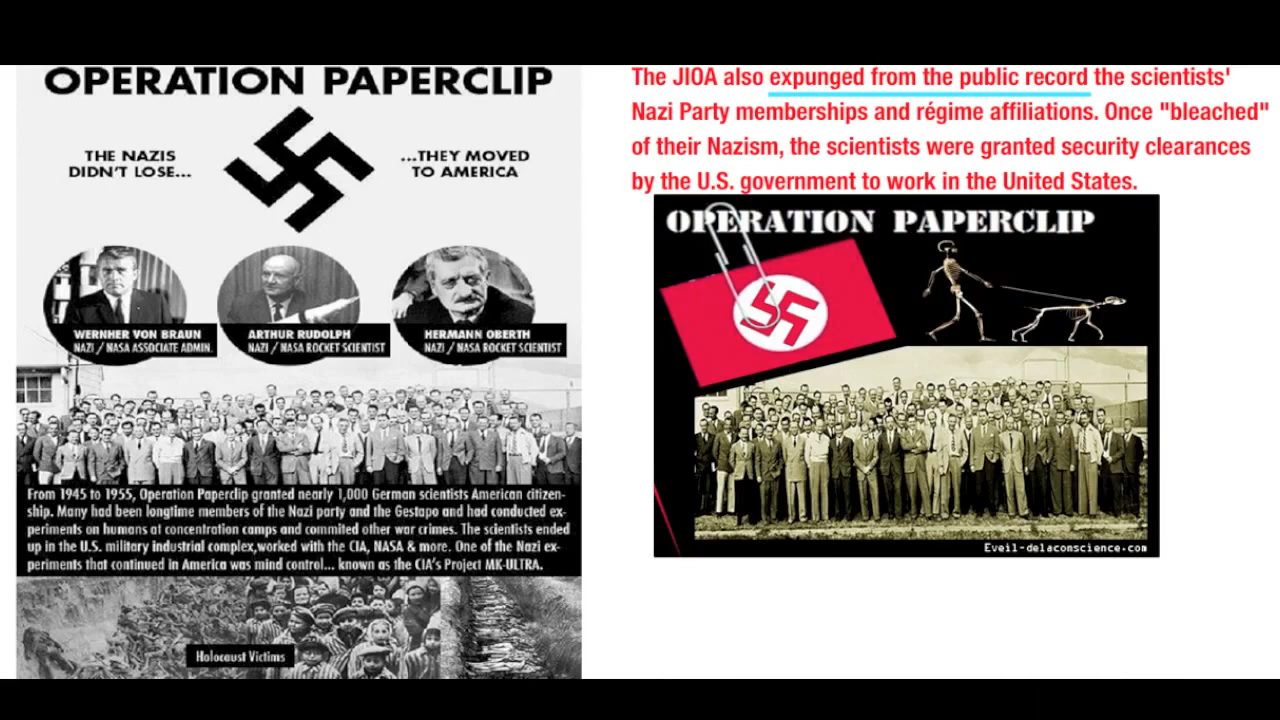 OPERATION PAPERCLIP
THE NAZIS
DIDN'T LOSE...
...THEY MOVED
TO AMERICA
WERNHER VON BRAUN
NAZI / NASA ASSOCIATE ADMIN.
ARTHUR RUDOLPH
NAZI / NASA ROCKET SCIENTIST
HERMANN OBERTH
NAZI / NASA ROCKET SCIENTIST
From 1945 to 1955, Operation Paperclip granted nearly 1,000 German scientists American citizen-
ship. Many had been longtime members of the Nazi party and the Gestapo and had conducted ex-
periments on humans at concentration camps and commited other war crimes. The scientists ended
up in the U.S. military industrial complex,worked with the CIA, NASA & more. One of the Nazi ex-
periments that continued in America was mind control... known as the CIA's Project MK-ULTRA.
Holocaust Victims
The JIOA also expunged from the public record the scientists'
Nazi Party memberships and régime affiliations. Once "bleached"
of their Nazism, the scientists were granted security clearances
by the U.S. government to work in the United States.
OPERATION PAPERCLIP
Eveil-delaconscience.com